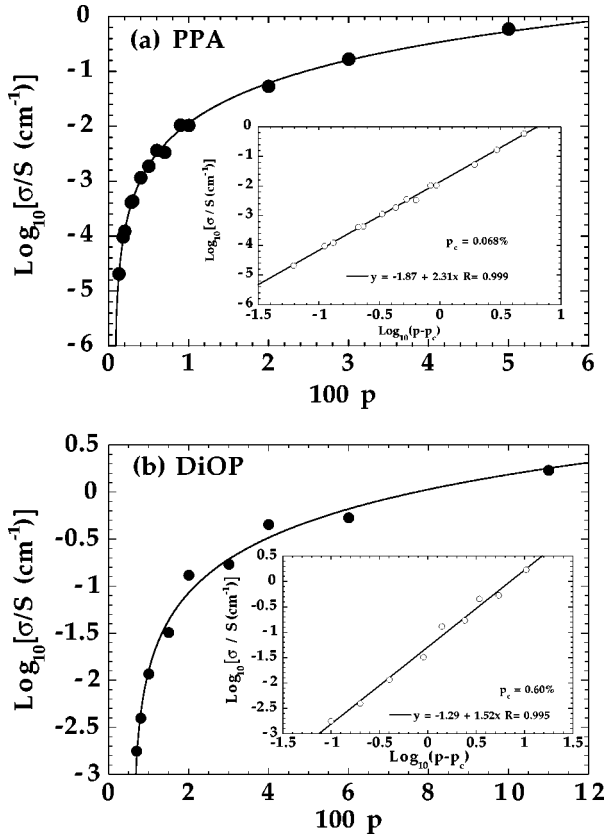 (a) PPA
Log10[σ/S (cm-1)]
0
-1
-2
-3
-4
-5
-6
0 1 2 3 4 5 6
100 p
Log10[σ / S (cm-1)]
0
-1
-2
-3
-4
-5
-6
pc = 0.068%
y = -1.87 + 2.31x R= 0.999
-1.5 -1 -0.5 0 0.5 1
Log10(p-pc)
(b) DiOP
Log10[σ/S (cm-1)]
0.5
0
-0.5
-1
-1.5
-2
-2.5
-3
0 2 4 6 8 10 12
100 p
Log10[σ / S (cm-1)]
0.5
0
-0.5
-1
-1.5
-2
-2.5
-3
pc = 0.60%
y = -1.29 + 1.52x R= 0.995
-1.5 -1 -0.5 0 0.5 1 1.5
Log10(p-pc)